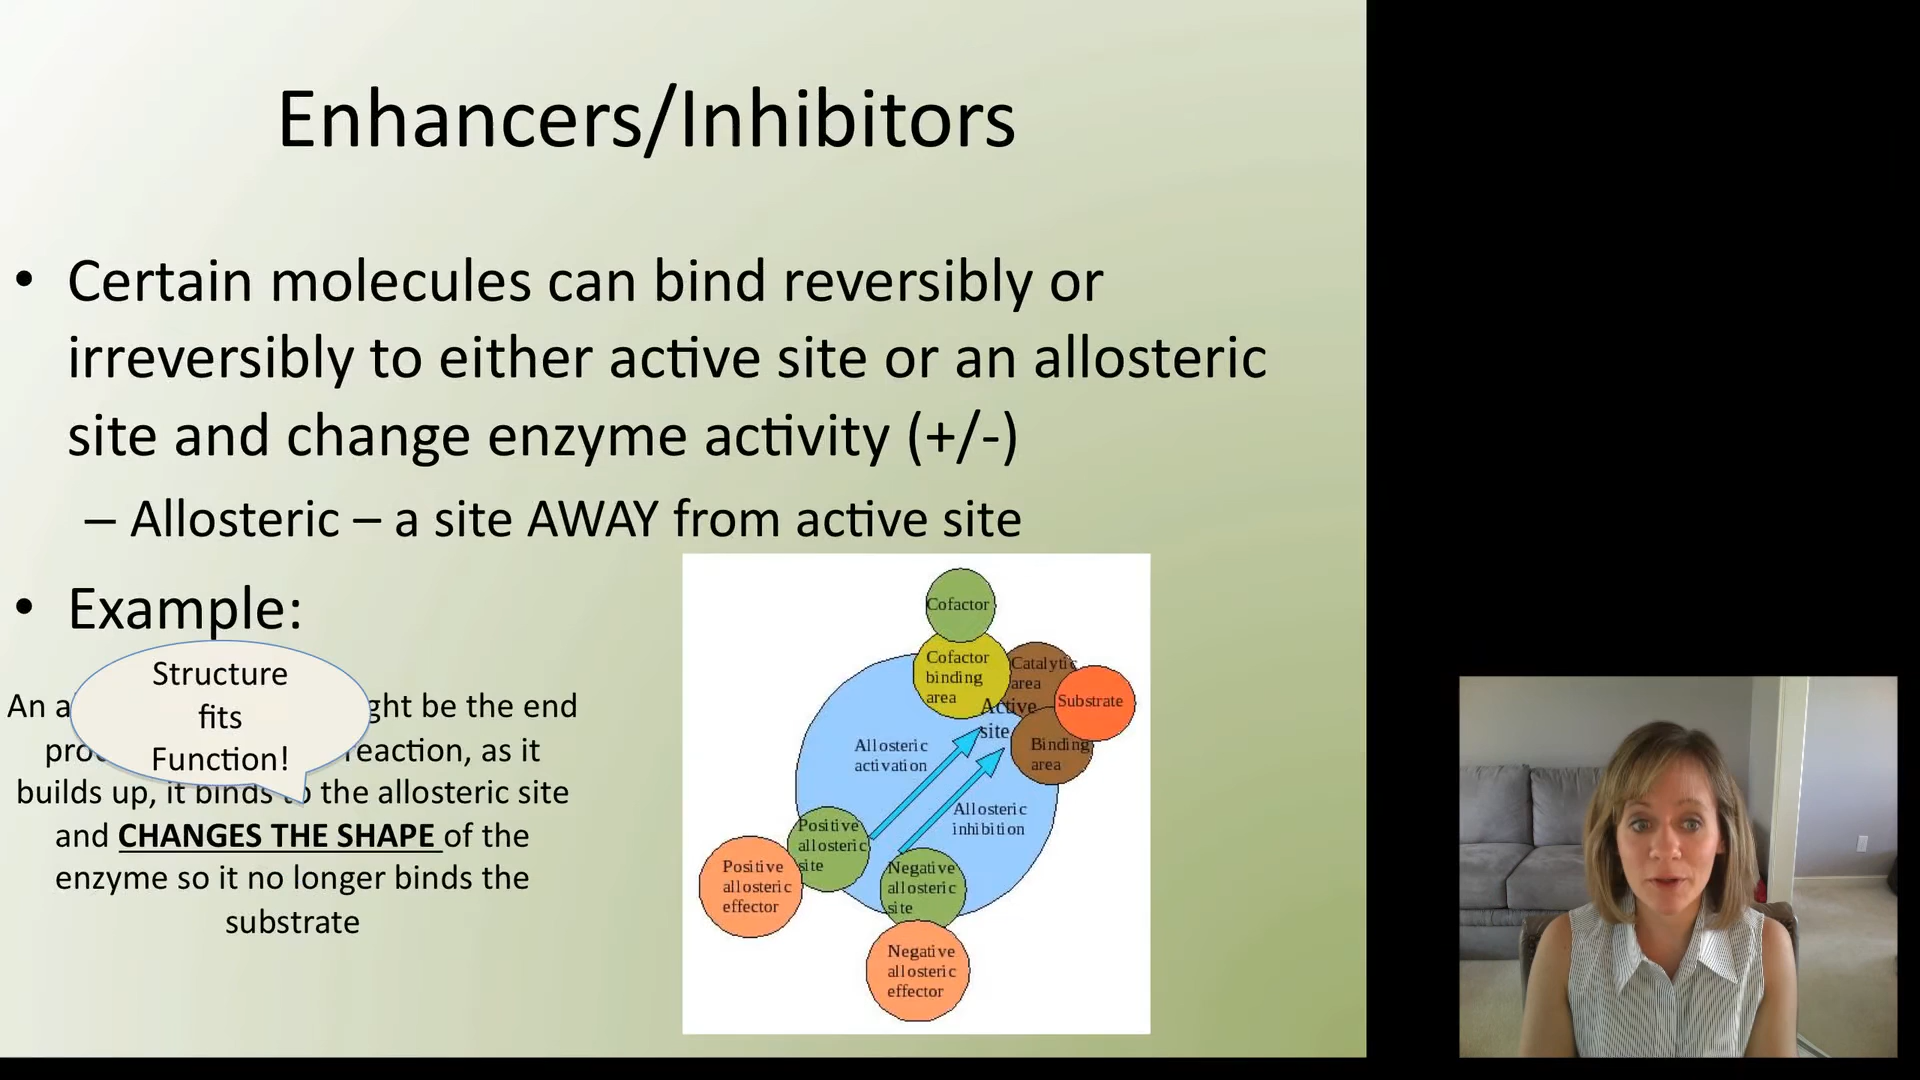 Enhancers/Inhibitors
• Certain molecules can bind reversibly or
irreversibly to either active site or an allosteric
site and change enzyme activity (+/-)
– Allosteric – a site AWAY from active site
• Example:
Structure
fits
Function!
An a ght be the end
pro reaction, as it
builds up, it binds to the allosteric site
and CHANGES THE SHAPE of the
enzyme so it no longer binds the
substrate
Cofactor
Cofactor
binding
area
Catalytic
area
Substrate
Active
site
Binding
area
Allosteric
activation
Allosteric
inhibition
Positive
allosteric
site
Positive
allosteric
effector
Negative
allosteric
site
Negative
allosteric
effector